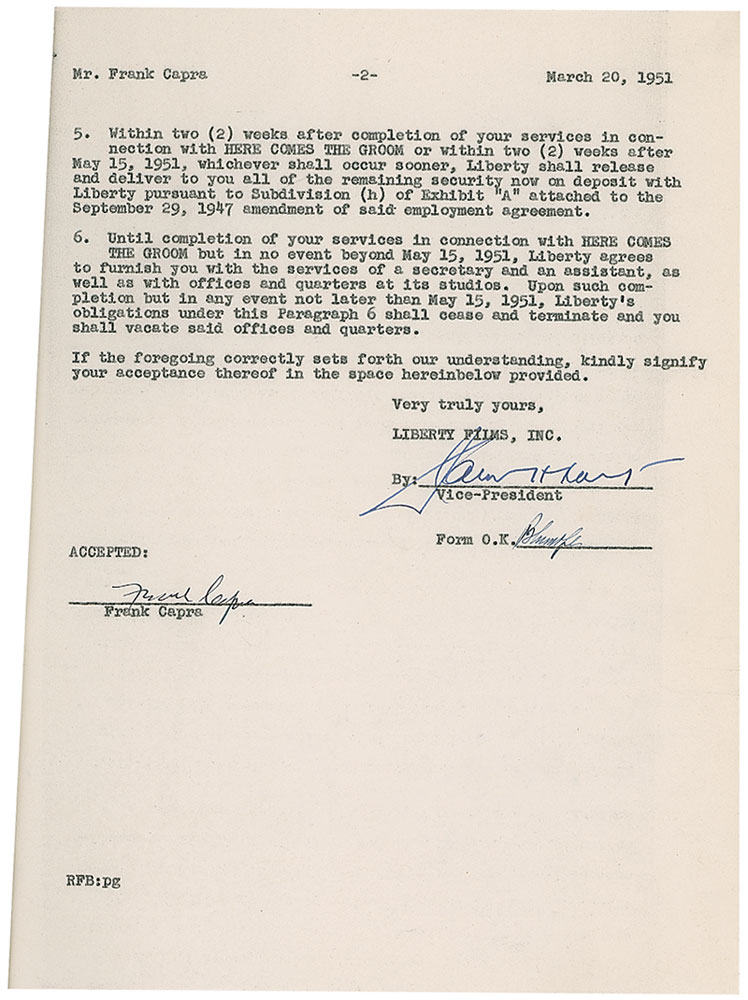 Mr. Frank Capra -2- March 20, 1951
5. Within two (2) weeks after completion of your services in con-
nection with HERE COMES THE GROOM or within two (2) weeks after
May 15, 1951, whichever shall occur sooner, Liberty shall release
and deliver to you all of the remaining security now on deposit with
Liberty pursuant to Subdivision (h) of Exhibit "A" attached to the
September 29, 1947 amendment of said employment agreement.
6. Until completion of your services in connection with HERE COMES
THE GROOM but in no event beyond May 15, 1951, Liberty agrees
to furnish you with the services of a secretary and an assistant, as
well as with offices and quarters at its studios. Upon such com-
pletion but in any event not later than May 15, 1951, Liberty's
obligations under this Paragraph 6 shall cease and terminate and you
shall vacate said offices and quarters.
If the foregoing correctly sets forth our understanding, kindly signify
your acceptance thereof in the space hereinbelow provided.
Very truly yours,
LIBERTY FILMS, INC.
By:
Vice-President
Form O.K.
ACCEPTED:
Frank Capra
Frank Capra
RFB:pg